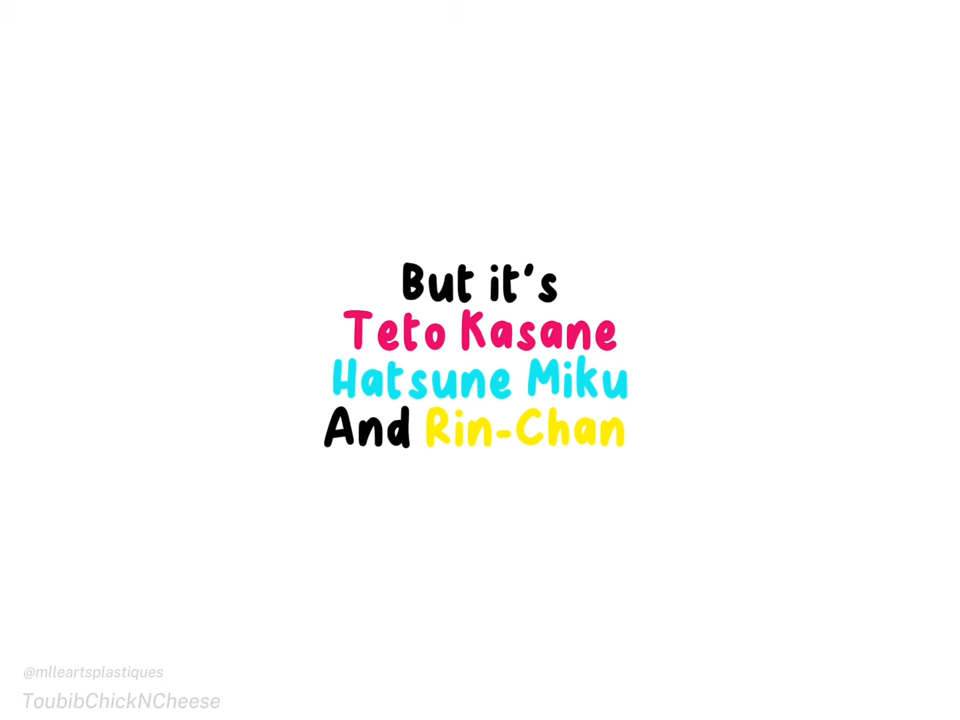 But it's
Teto Kasane
Hatsune Miku
And Rin-Chan
@mlleartsplastiques
ToubibChickNCheese